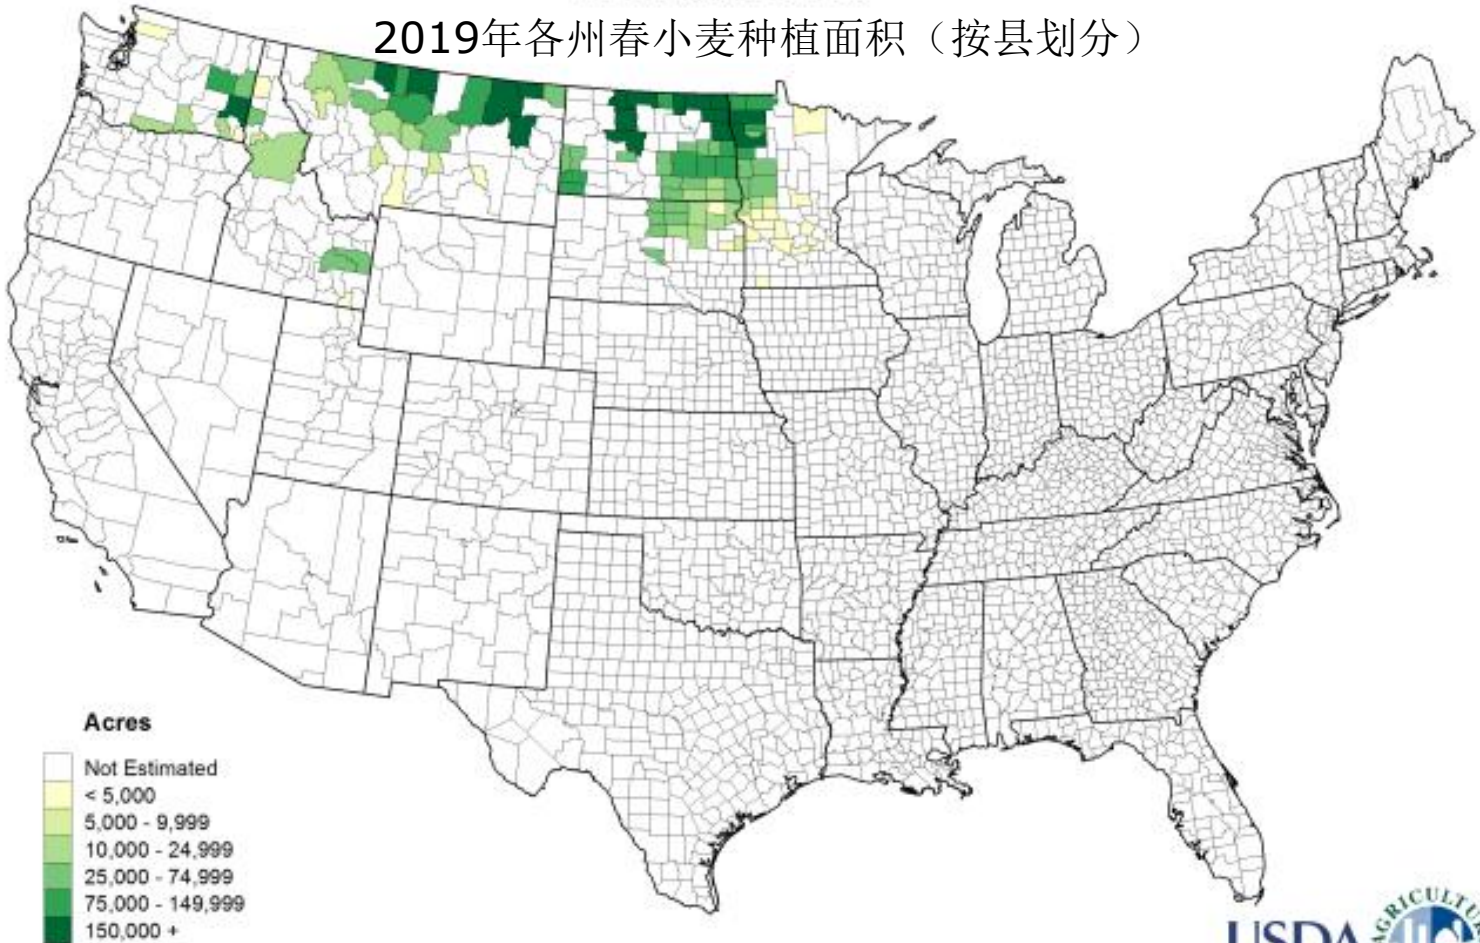 2019年各州春小麦种植面积（按县划分）
Acres
Not Estimated
< 5,000
5,000 - 9,999
10,000 - 24,999
25,000 - 74,999
75,000 - 149,999
150,000 +
USDA
AGRICULTU